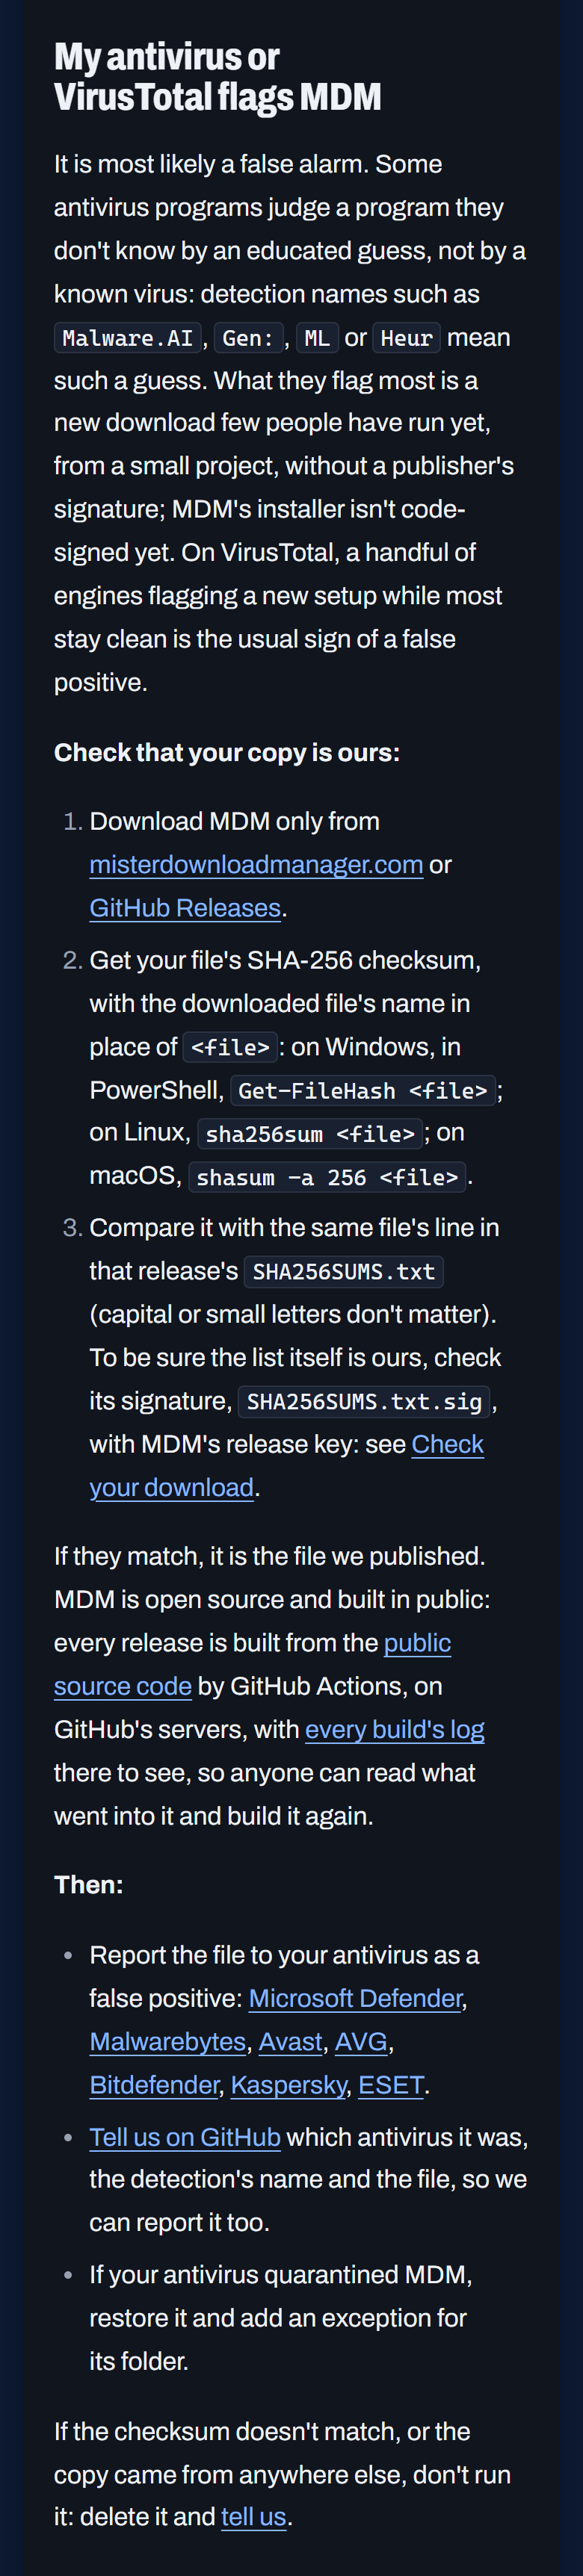 My antivirus or
VirusTotal flags MDM
It is most likely a false alarm. Some
antivirus programs judge a program they
don't know by an educated guess, not by a
known virus: detection names such as
Malware.AI, Gen:, ML or Heur mean
such a guess. What they flag most is a
new download few people have run yet,
from a small project, without a publisher's
signature; MDM's installer isn't code-
signed yet. On VirusTotal, a handful of
engines flagging a new setup while most
stay clean is the usual sign of a false
positive.
Check that your copy is ours:
1. Download MDM only from
misterdownloadmanager.com or
GitHub Releases.
2. Get your file's SHA-256 checksum,
with the downloaded file's name in
place of <file>: on Windows, in
PowerShell, Get-FileHash <file>;
on Linux, sha256sum <file>; on
macOS, shasum -a 256 <file>.
3. Compare it with the same file's line in
that release's SHA256SUMS.txt
(capital or small letters don't matter).
To be sure the list itself is ours, check
its signature, SHA256SUMS.txt.sig,
with MDM's release key: see Check
your download.
If they match, it is the file we published.
MDM is open source and built in public:
every release is built from the public
source code by GitHub Actions, on
GitHub's servers, with every build's log
there to see, so anyone can read what
went into it and build it again.
Then:
• Report the file to your antivirus as a
false positive: Microsoft Defender,
Malwarebytes, Avast, AVG,
Bitdefender, Kaspersky, ESET.
• Tell us on GitHub which antivirus it was,
the detection's name and the file, so we
can report it too.
• If your antivirus quarantined MDM,
restore it and add an exception for
its folder.
If the checksum doesn't match, or the
copy came from anywhere else, don't run
it: delete it and tell us.